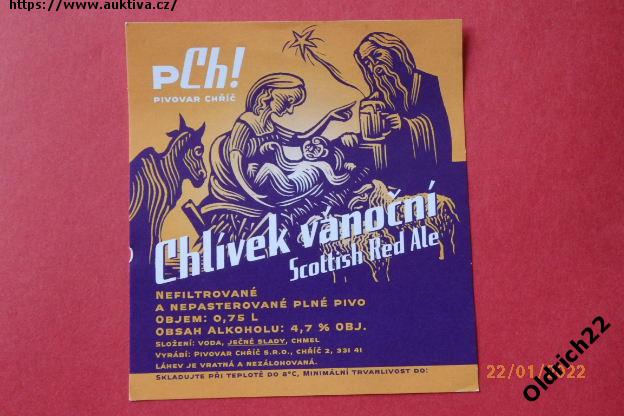 https://www.auktiva.cz/
PCh!
PIVOVAR CHŘÍČ
Chlívek vánoční
Scottish Red Ale
NEFILTROVANÉ
A NEPASTEROVANÉ PLNÉ PIVO
OBJEM: 0,75 L
OBSAH ALKOHOLU: 4,7 % OBJ.
SLOŽENÍ: VODA, JEČNÉ SLADY, CHMEL
VYRÁBÍ: PIVOVAR CHŘÍČ S.R.O., CHŘÍČ 2, 331 41
LÁHEV JE VRATNÁ A NEZÁLOHOVANÁ.
SKLADUJTE PŘI TEPLOTĚ DO 8°C, MINIMÁLNÍ TRVANLIVOST DO:
22/01/2022
Oldrich22